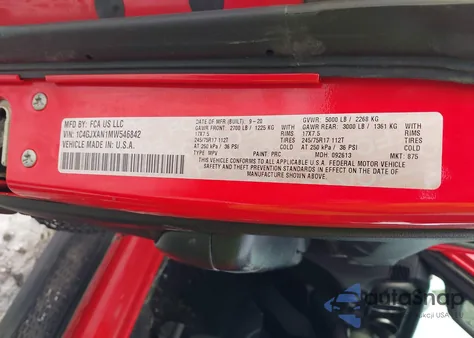 MFD BY: FCA US LLC
VIN: 1C4GJXAN1MW546842
VEHICLE MADE IN: U.S.A.
DATE OF MFR (BUILT): 9-20
GVWR: 5000 LB / 2268 KG
GAWR FRONT: 2700 LB / 1225 KG
GAWR REAR: 3000 LB / 1361 KG
17X7.5 RIMS
17X7.5 RIMS
245/75R17 112T TIRES
245/75R17 112T TIRES
AT 250 kPa / 36 PSI COLD
AT 250 kPa / 36 PSI COLD
TYPE: MPV PAINT: PRC MDH: 092613 MKT: 875
THIS VEHICLE CONFORMS TO ALL APPLICABLE U.S.A. FEDERAL MOTOR VEHICLE
SAFETY AND THEFT PREVENTION STANDARDS IN EFFECT ON THE DATE OF MANUFACTURE
SHOWN ABOVE.
autaSnap